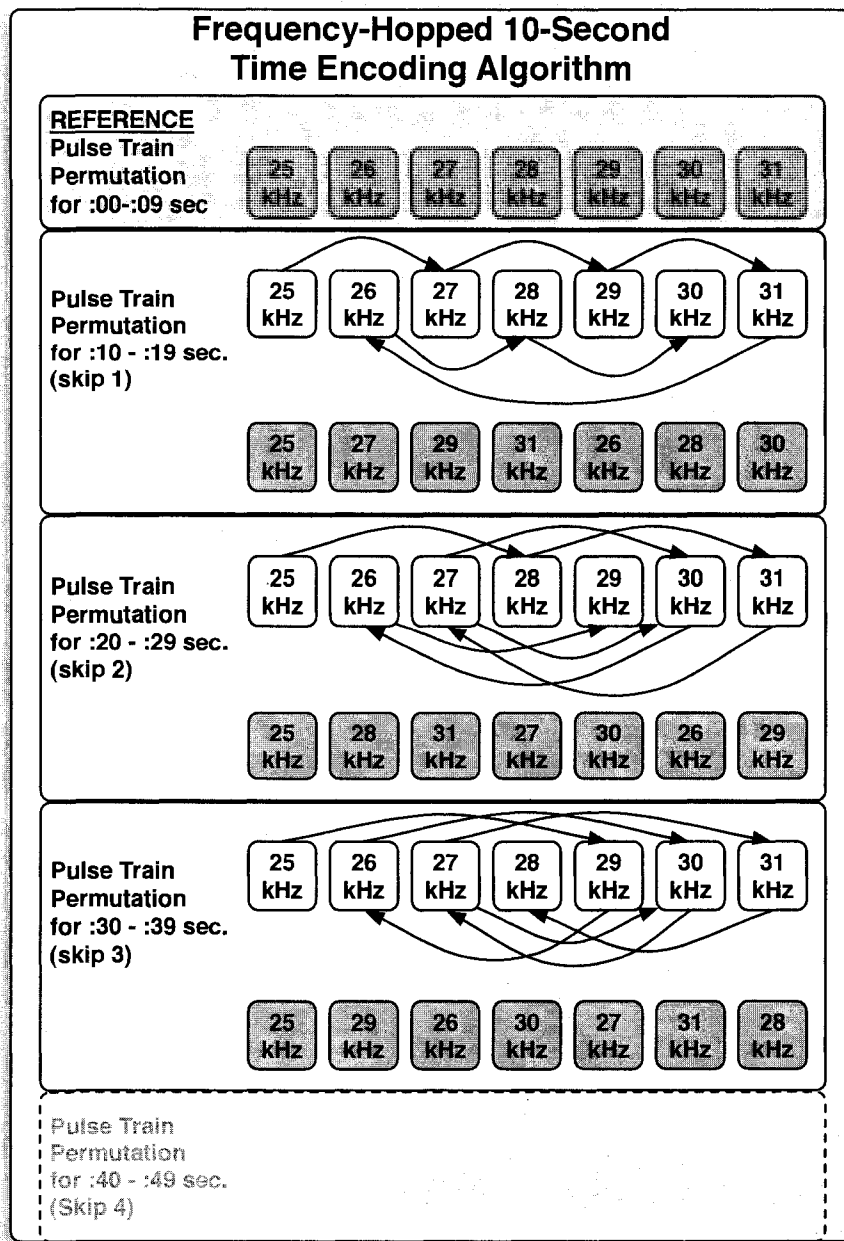 Frequency-Hopped 10-Second
Time Encoding Algorithm
REFERENCE
Pulse Train
Permutation
for :00-:09 sec
25 kHz 26 kHz 27 kHz 28 kHz 29 kHz 30 kHz 31 kHz
Pulse Train
Permutation
for :10 - :19 sec.
(skip 1)
25 kHz 26 kHz 27 kHz 28 kHz 29 kHz 30 kHz 31 kHz
25 kHz 27 kHz 29 kHz 31 kHz 26 kHz 28 kHz 30 kHz
Pulse Train
Permutation
for :20 - :29 sec.
(skip 2)
25 kHz 26 kHz 27 kHz 28 kHz 29 kHz 30 kHz 31 kHz
25 kHz 28 kHz 31 kHz 27 kHz 30 kHz 26 kHz 29 kHz
Pulse Train
Permutation
for :30 - :39 sec.
(skip 3)
25 kHz 26 kHz 27 kHz 28 kHz 29 kHz 30 kHz 31 kHz
25 kHz 29 kHz 26 kHz 30 kHz 27 kHz 31 kHz 28 kHz
Pulse Train
Permutation
for :40 - :49 sec.
(Skip 4)